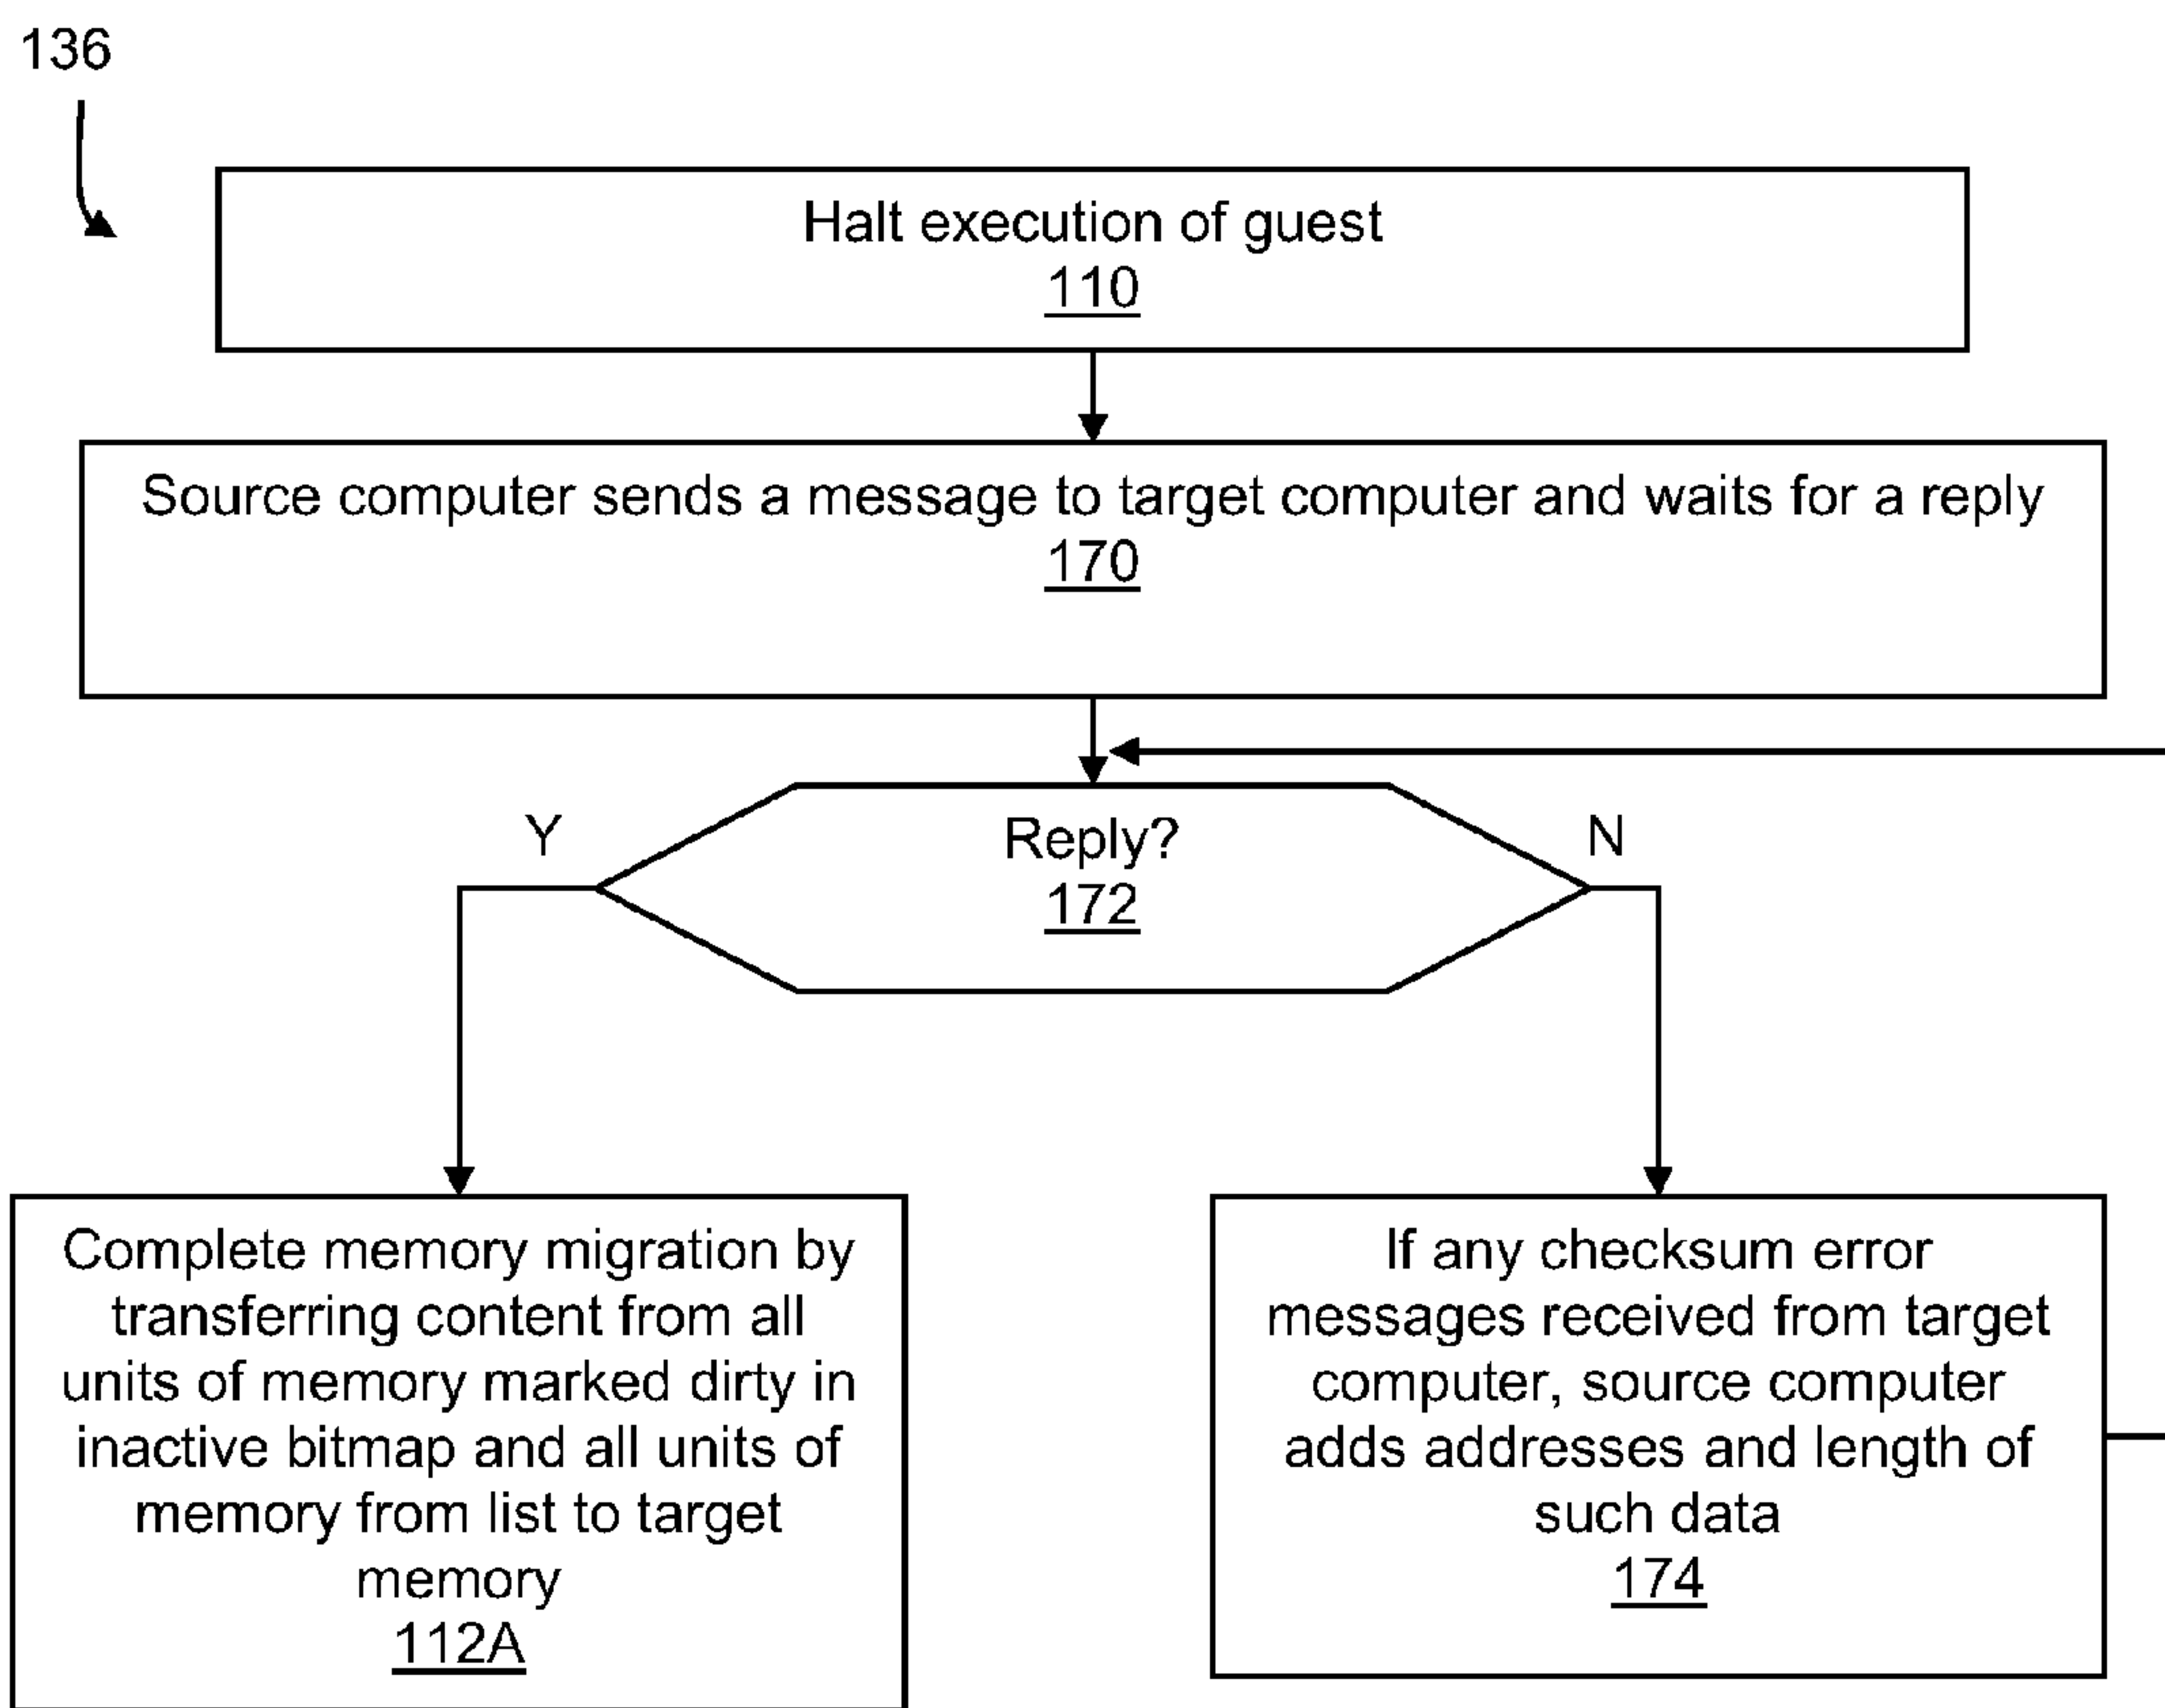 136
Halt execution of guest
110
Source computer sends a message to target computer and waits for a reply
170
Y
Reply?
N
172
Complete memory migration by
transferring content from all
units of memory marked dirty in
inactive bitmap and all units of
memory from list to target
memory
112A
If any checksum error
messages received from target
computer, source computer
adds addresses and length of
such data
174